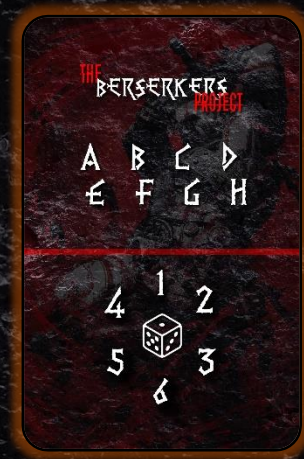 THE
BERSERKERS
PROJECT
A B C D
E F G H
1
4 2
5 3
6